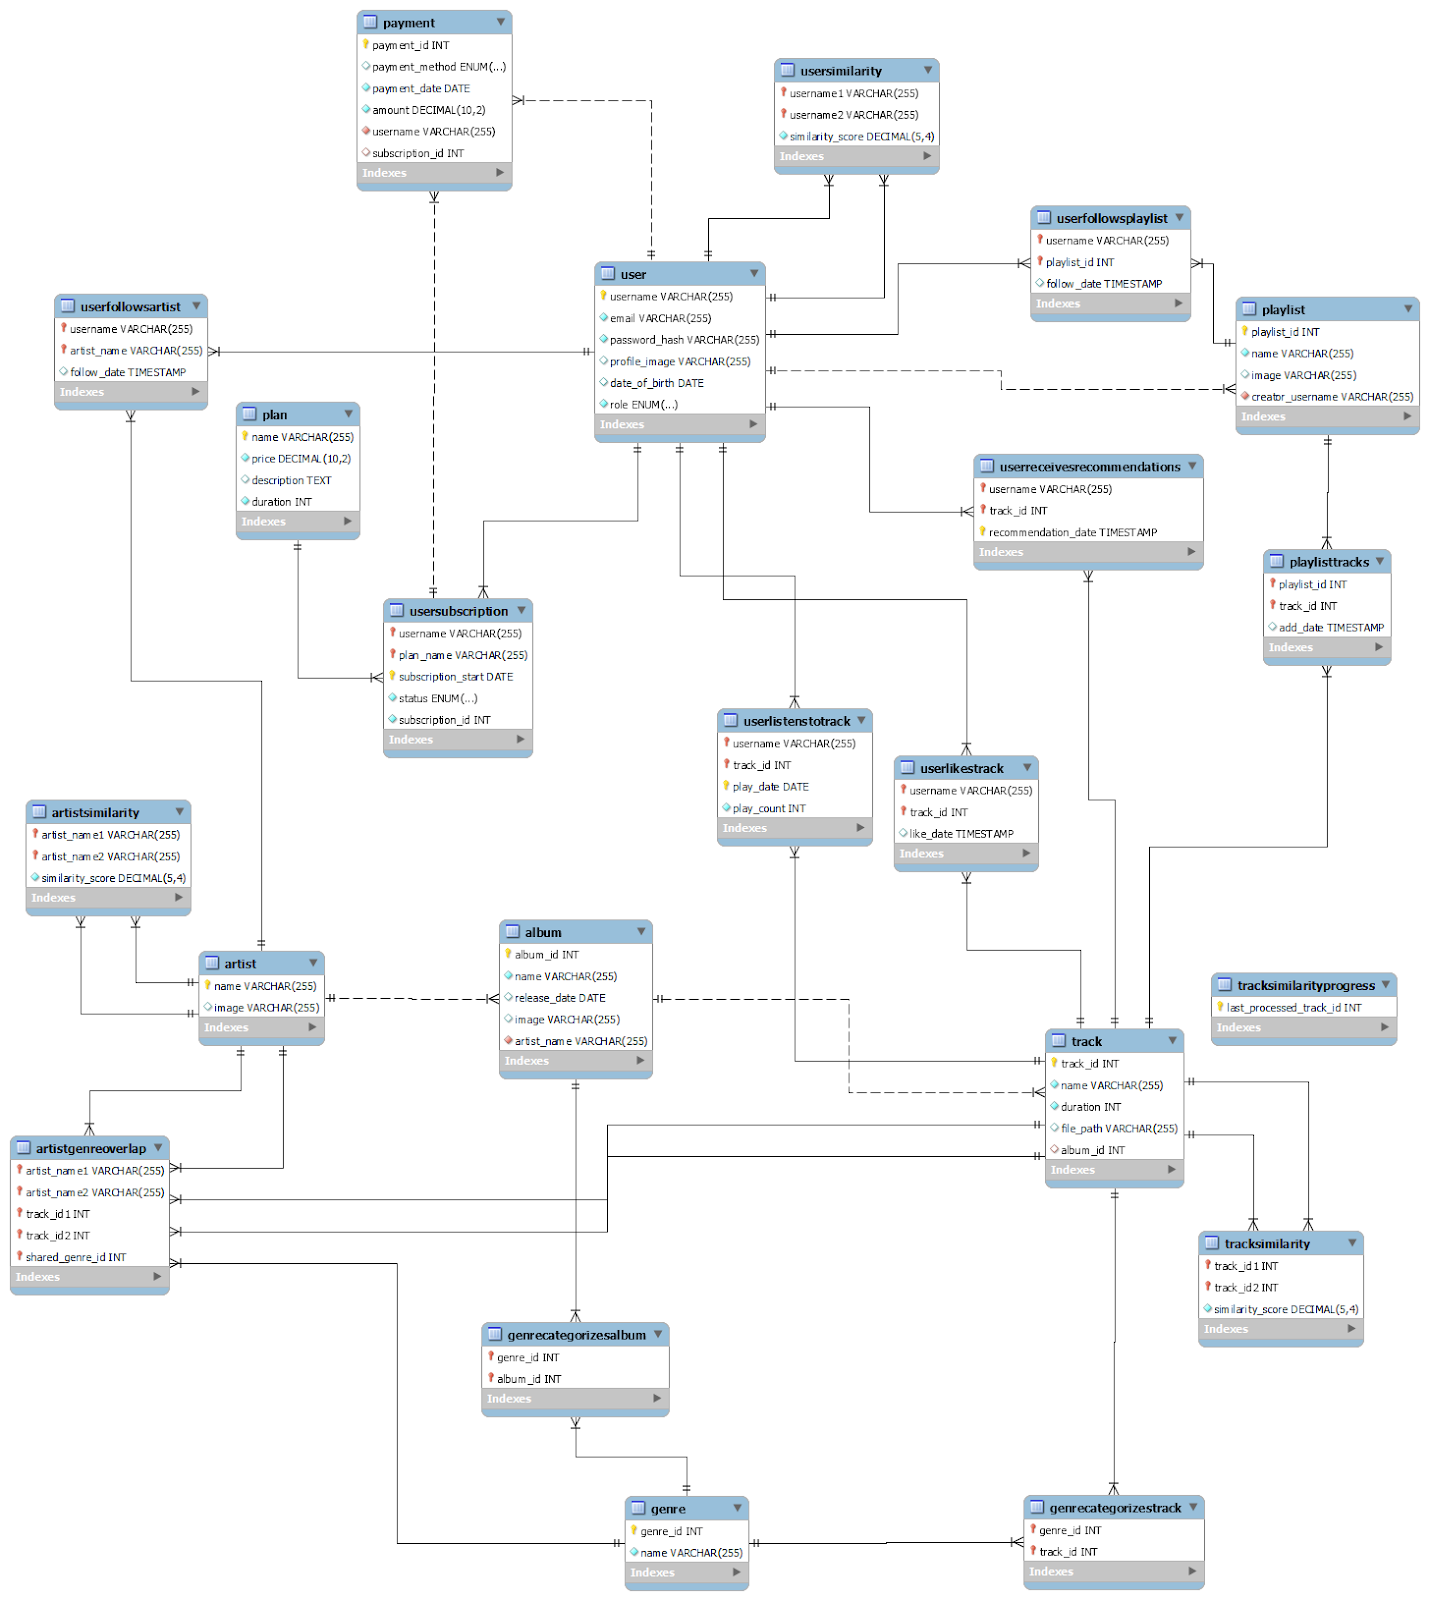 payment
payment_id INT
payment_method ENUM(...)
payment_date DATE
amount DECIMAL(10,2)
username VARCHAR(255)
subscription_id INT
Indexes
usersimilarity
username1 VARCHAR(255)
username2 VARCHAR(255)
similarity_score DECIMAL(5,4)
Indexes
userfollowsplaylist
username VARCHAR(255)
playlist_id INT
follow_date TIMESTAMP
Indexes
user
username VARCHAR(255)
email VARCHAR(255)
password_hash VARCHAR(255)
profile_image VARCHAR(255)
date_of_birth DATE
role ENUM(...)
Indexes
userfollowsartist
username VARCHAR(255)
artist_name VARCHAR(255)
follow_date TIMESTAMP
Indexes
playlist
playlist_id INT
name VARCHAR(255)
image VARCHAR(255)
creator_username VARCHAR(255)
Indexes
plan
name VARCHAR(255)
price DECIMAL(10,2)
description TEXT
duration INT
Indexes
userreceivesrecommendations
username VARCHAR(255)
track_id INT
recommendation_date TIMESTAMP
Indexes
playlisttracks
playlist_id INT
track_id INT
add_date TIMESTAMP
Indexes
usersubscription
username VARCHAR(255)
plan_name VARCHAR(255)
subscription_start DATE
status ENUM(...)
subscription_id INT
Indexes
userlistenstotrack
username VARCHAR(255)
track_id INT
play_date DATE
play_count INT
Indexes
userlikestrack
username VARCHAR(255)
track_id INT
like_date TIMESTAMP
Indexes
artistsimilarity
artist_name1 VARCHAR(255)
artist_name2 VARCHAR(255)
similarity_score DECIMAL(5,4)
Indexes
artist
name VARCHAR(255)
image VARCHAR(255)
Indexes
album
album_id INT
name VARCHAR(255)
release_date DATE
image VARCHAR(255)
artist_name VARCHAR(255)
Indexes
tracksimilarityprogress
last_processed_track_id INT
Indexes
track
track_id INT
name VARCHAR(255)
duration INT
file_path VARCHAR(255)
album_id INT
Indexes
artistgenreoverlap
artist_name1 VARCHAR(255)
artist_name2 VARCHAR(255)
track_id1 INT
track_id2 INT
shared_genre_id INT
Indexes
tracksimilarity
track_id1 INT
track_id2 INT
similarity_score DECIMAL(5,4)
Indexes
genrecategorizesalbum
genre_id INT
album_id INT
Indexes
genre
genre_id INT
name VARCHAR(255)
Indexes
genrecategorizestrack
genre_id INT
track_id INT
Indexes